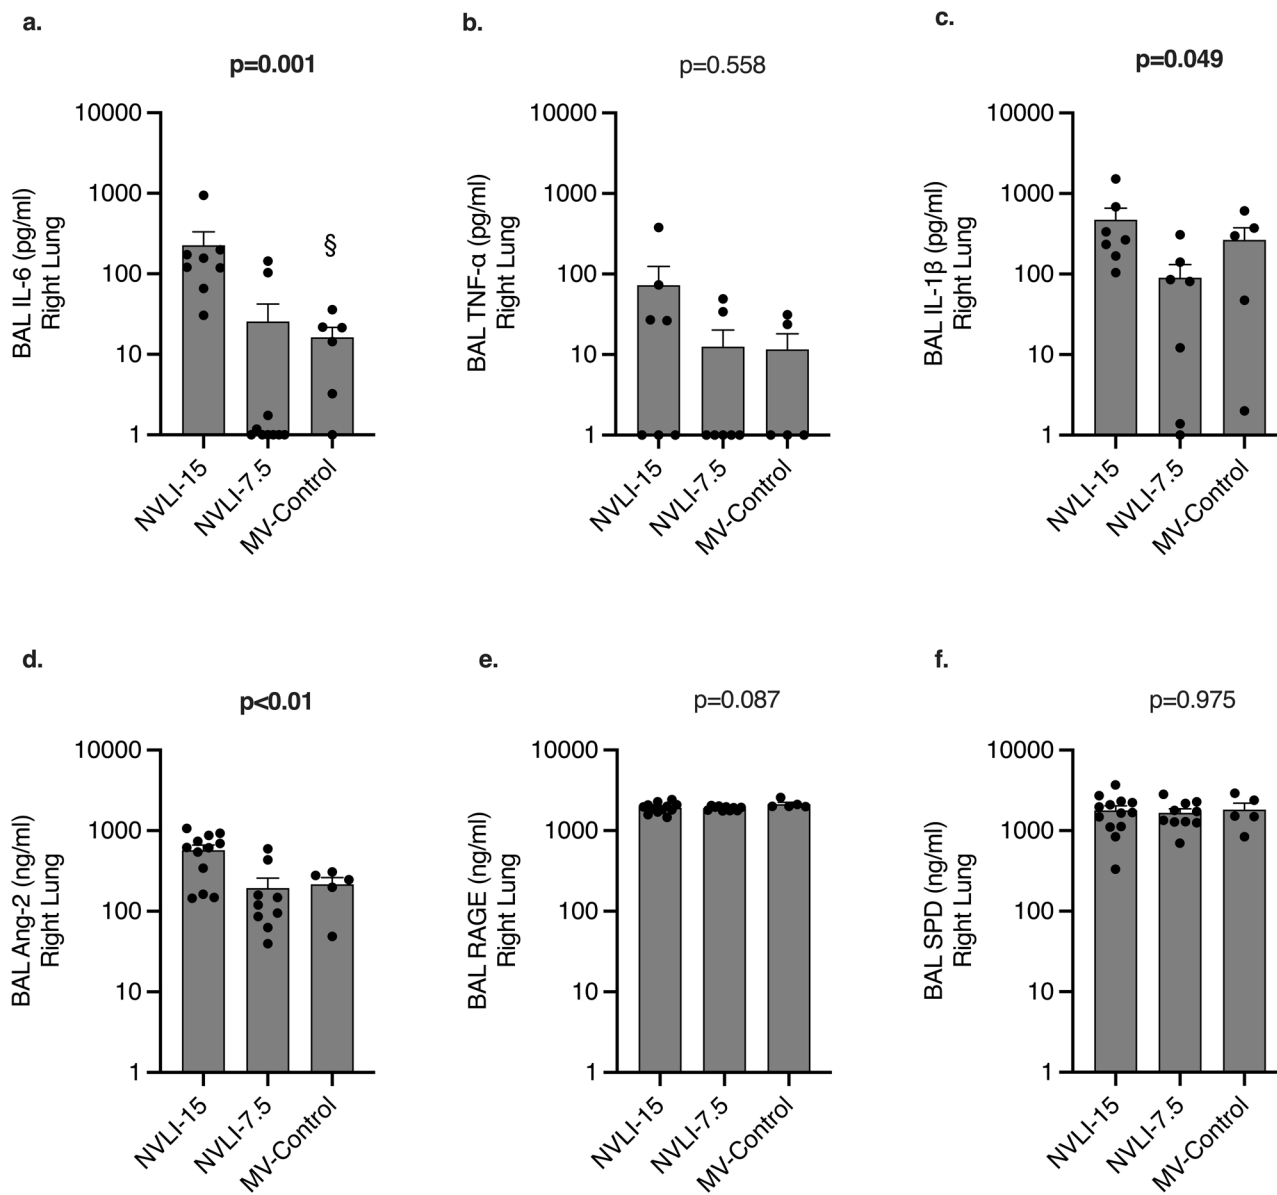 a.
p=0.001
10000
1000
100
10
1
BAL IL-6 (pg/ml)
Right Lung
§
NVLI-15
NVLI-7.5
MV-Control
b.
p=0.558
10000
1000
100
10
1
BAL TNF-α (pg/ml)
Right Lung
NVLI-15
NVLI-7.5
MV-Control
c.
p=0.049
10000
1000
100
10
1
BAL IL-1β (pg/ml)
Right Lung
NVLI-15
NVLI-7.5
MV-Control
d.
p<0.01
10000
1000
100
10
1
BAL Ang-2 (ng/ml)
Right Lung
NVLI-15
NVLI-7.5
MV-Control
e.
p=0.087
10000
1000
100
10
1
BAL RAGE (ng/ml)
Right Lung
NVLI-15
NVLI-7.5
MV-Control
f.
p=0.975
10000
1000
100
10
1
BAL SPD (ng/ml)
Right Lung
NVLI-15
NVLI-7.5
MV-Control